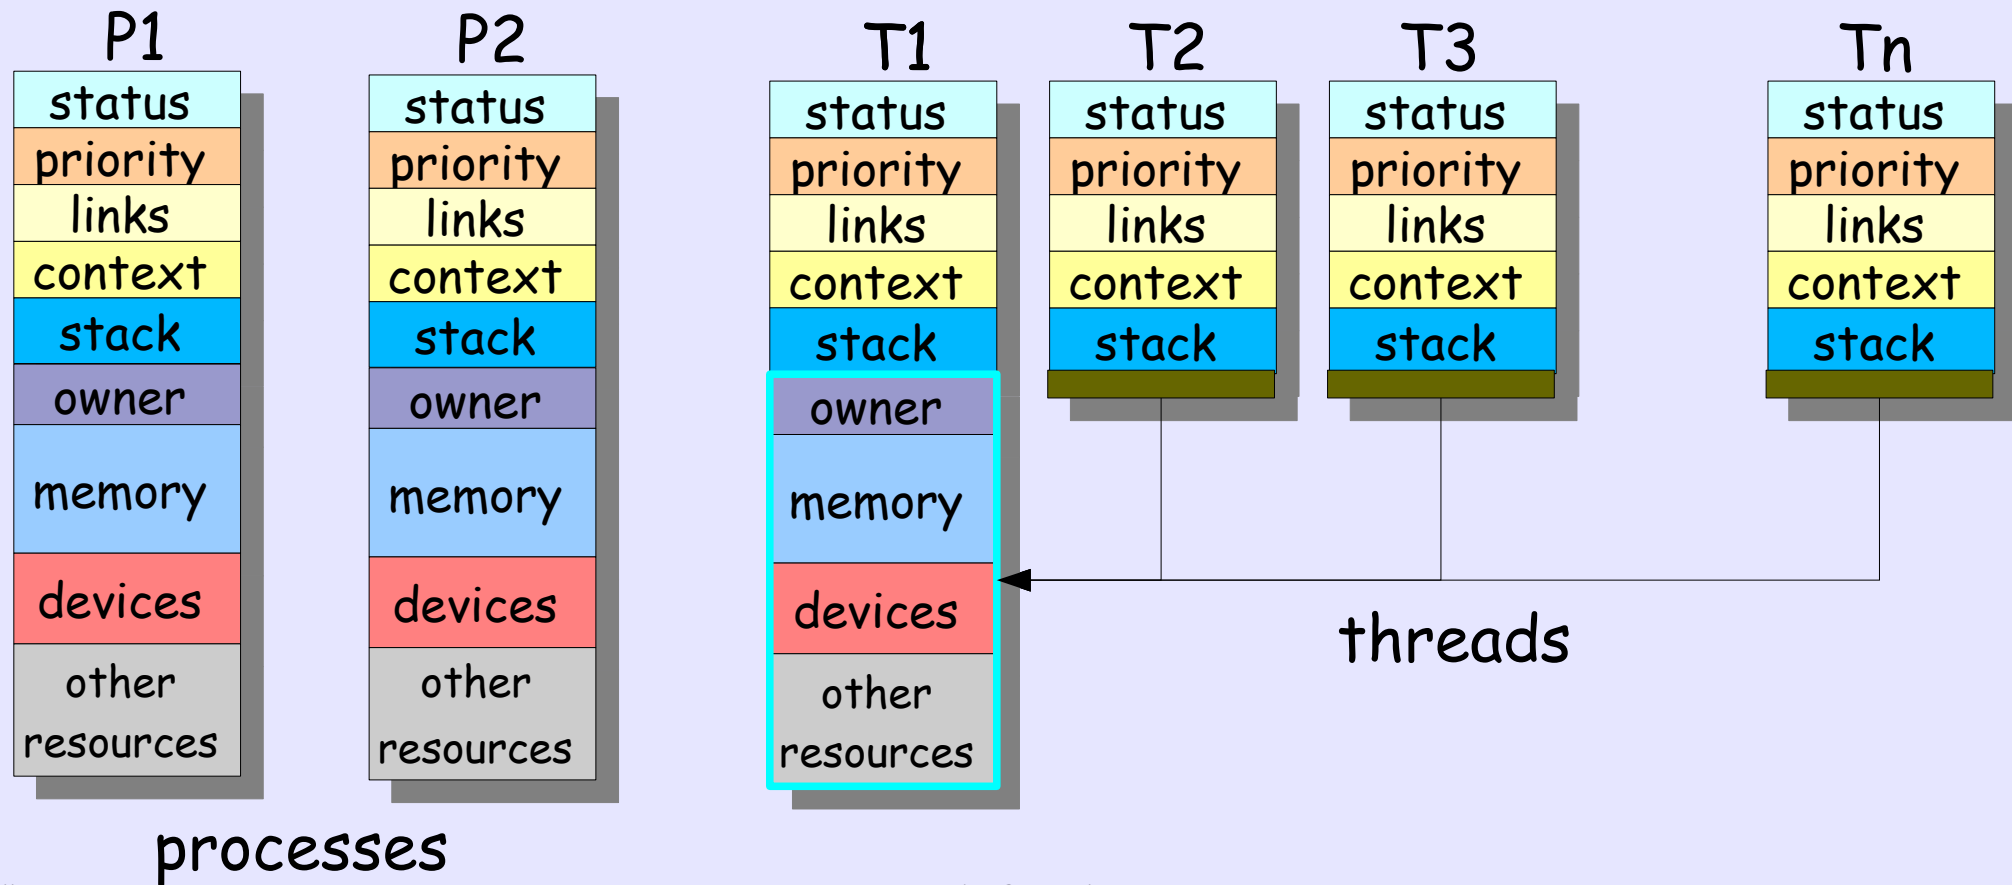 P1
status
priority
links
context
stack
owner
memory
devices
other
resources
P2
status
priority
links
context
stack
owner
memory
devices
other
resources
processes
T1
status
priority
links
context
stack
owner
memory
devices
other
resources
T2
status
priority
links
context
stack
T3
status
priority
links
context
stack
Tn
status
priority
links
context
stack
threads